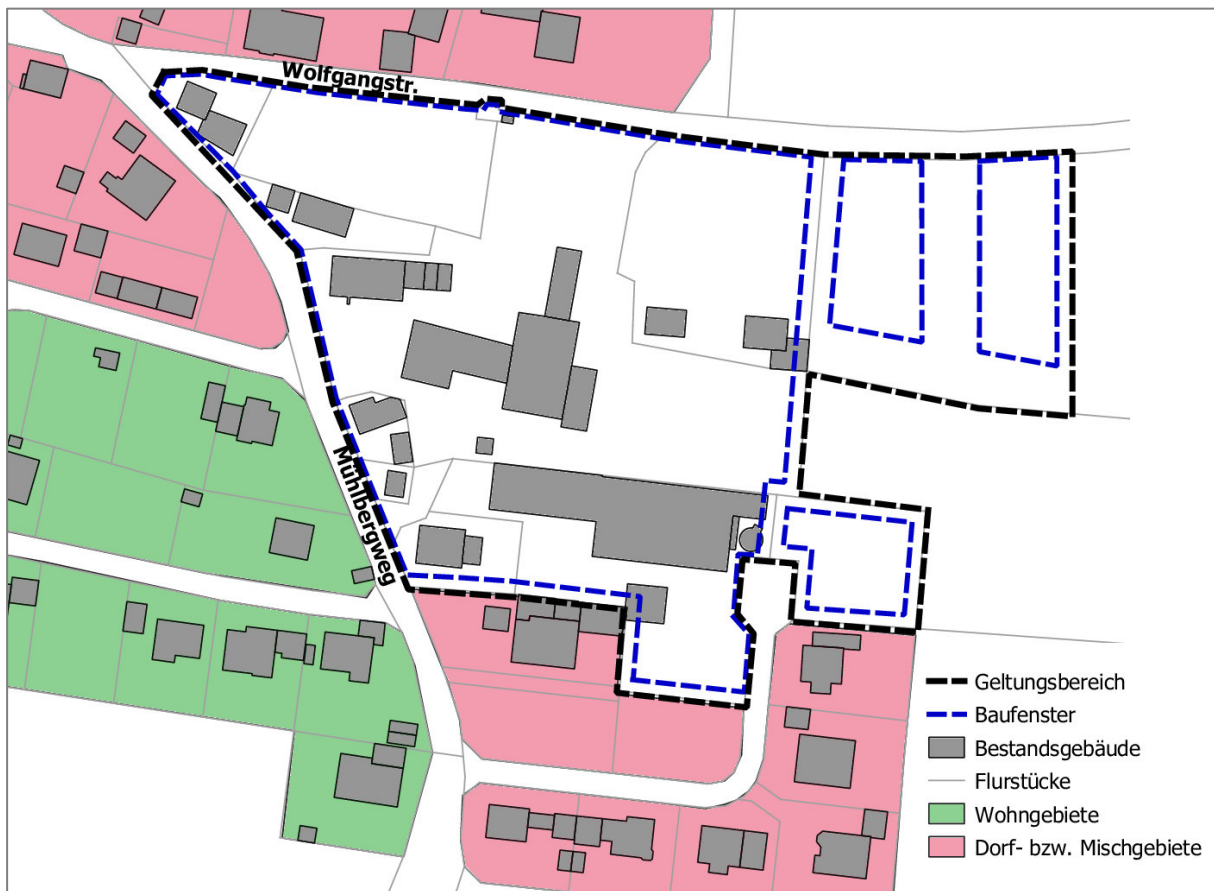 Wolfgangstr.
Mühlbergweg
Geltungsbereich
Baufenster
Bestandsgebäude
Flurstücke
Wohngebiete
Dorf- bzw. Mischgebiete